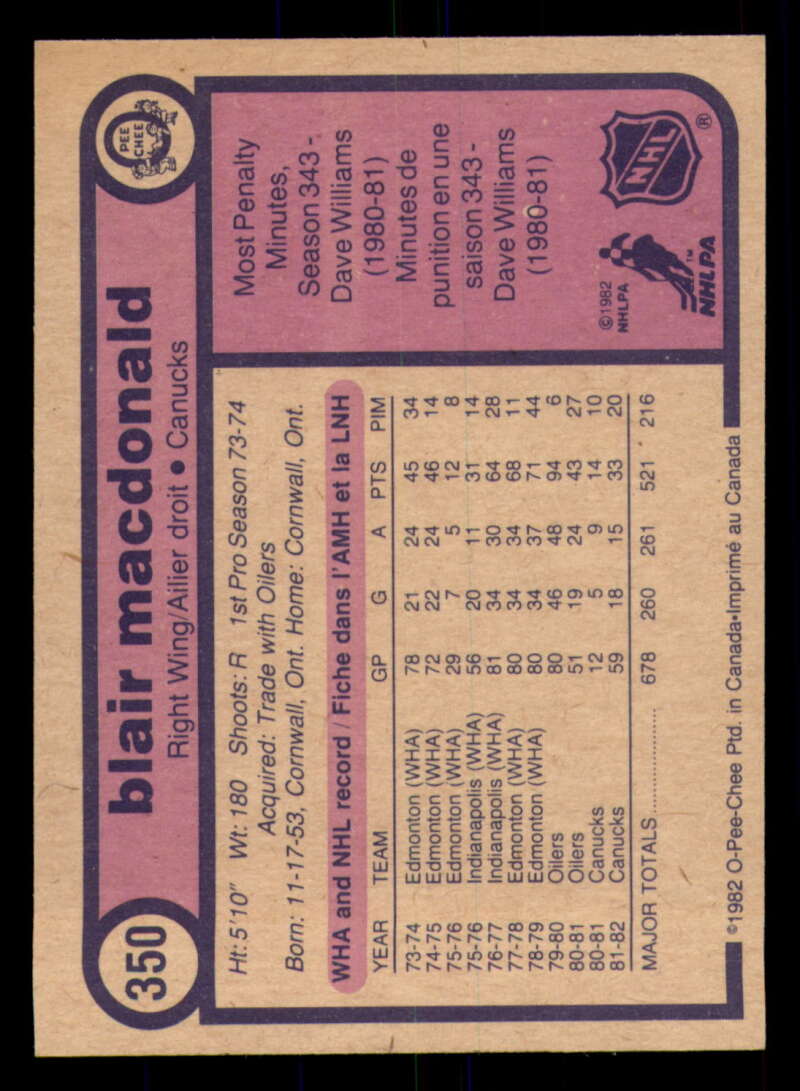 350
blair macdonald
Right Wing/Ailier droit • Canucks
O
PEE
CHEE
Ht: 5'10" Wt: 180 Shoots: R 1st Pro Season 73-74
Acquired: Trade with Oilers
Born: 11-17-53, Cornwall, Ont. Home: Cornwall, Ont.
WHA and NHL record / Fiche dans l'AMH et la LNH
YEAR TEAM GP G A PTS PIM
73-74 Edmonton (WHA) 78 21 24 45 34
74-75 Edmonton (WHA) 72 22 24 46 14
75-76 Edmonton (WHA) 29 7 5 12 8
75-76 Indianapolis (WHA) 56 20 11 31 14
76-77 Indianapolis (WHA) 81 34 30 64 28
77-78 Edmonton (WHA) 80 34 34 68 11
78-79 Edmonton (WHA) 80 34 37 71 44
79-80 Oilers 80 46 48 94 6
80-81 Oilers 51 19 24 43 27
80-81 Canucks 12 5 9 14 10
81-82 Canucks 59 18 15 33 20
MAJOR TOTALS .................... 678 260 261 521 216
Most Penalty
Minutes,
Season 343 -
Dave Williams
(1980-81)
Minutes de
punition en une
saison 343 -
Dave Williams
(1980-81)
©1982
NHLPA
™
NHLPA
NHL
®
©1982 O-Pee-Chee Ptd. in Canada•Imprimé au Canada